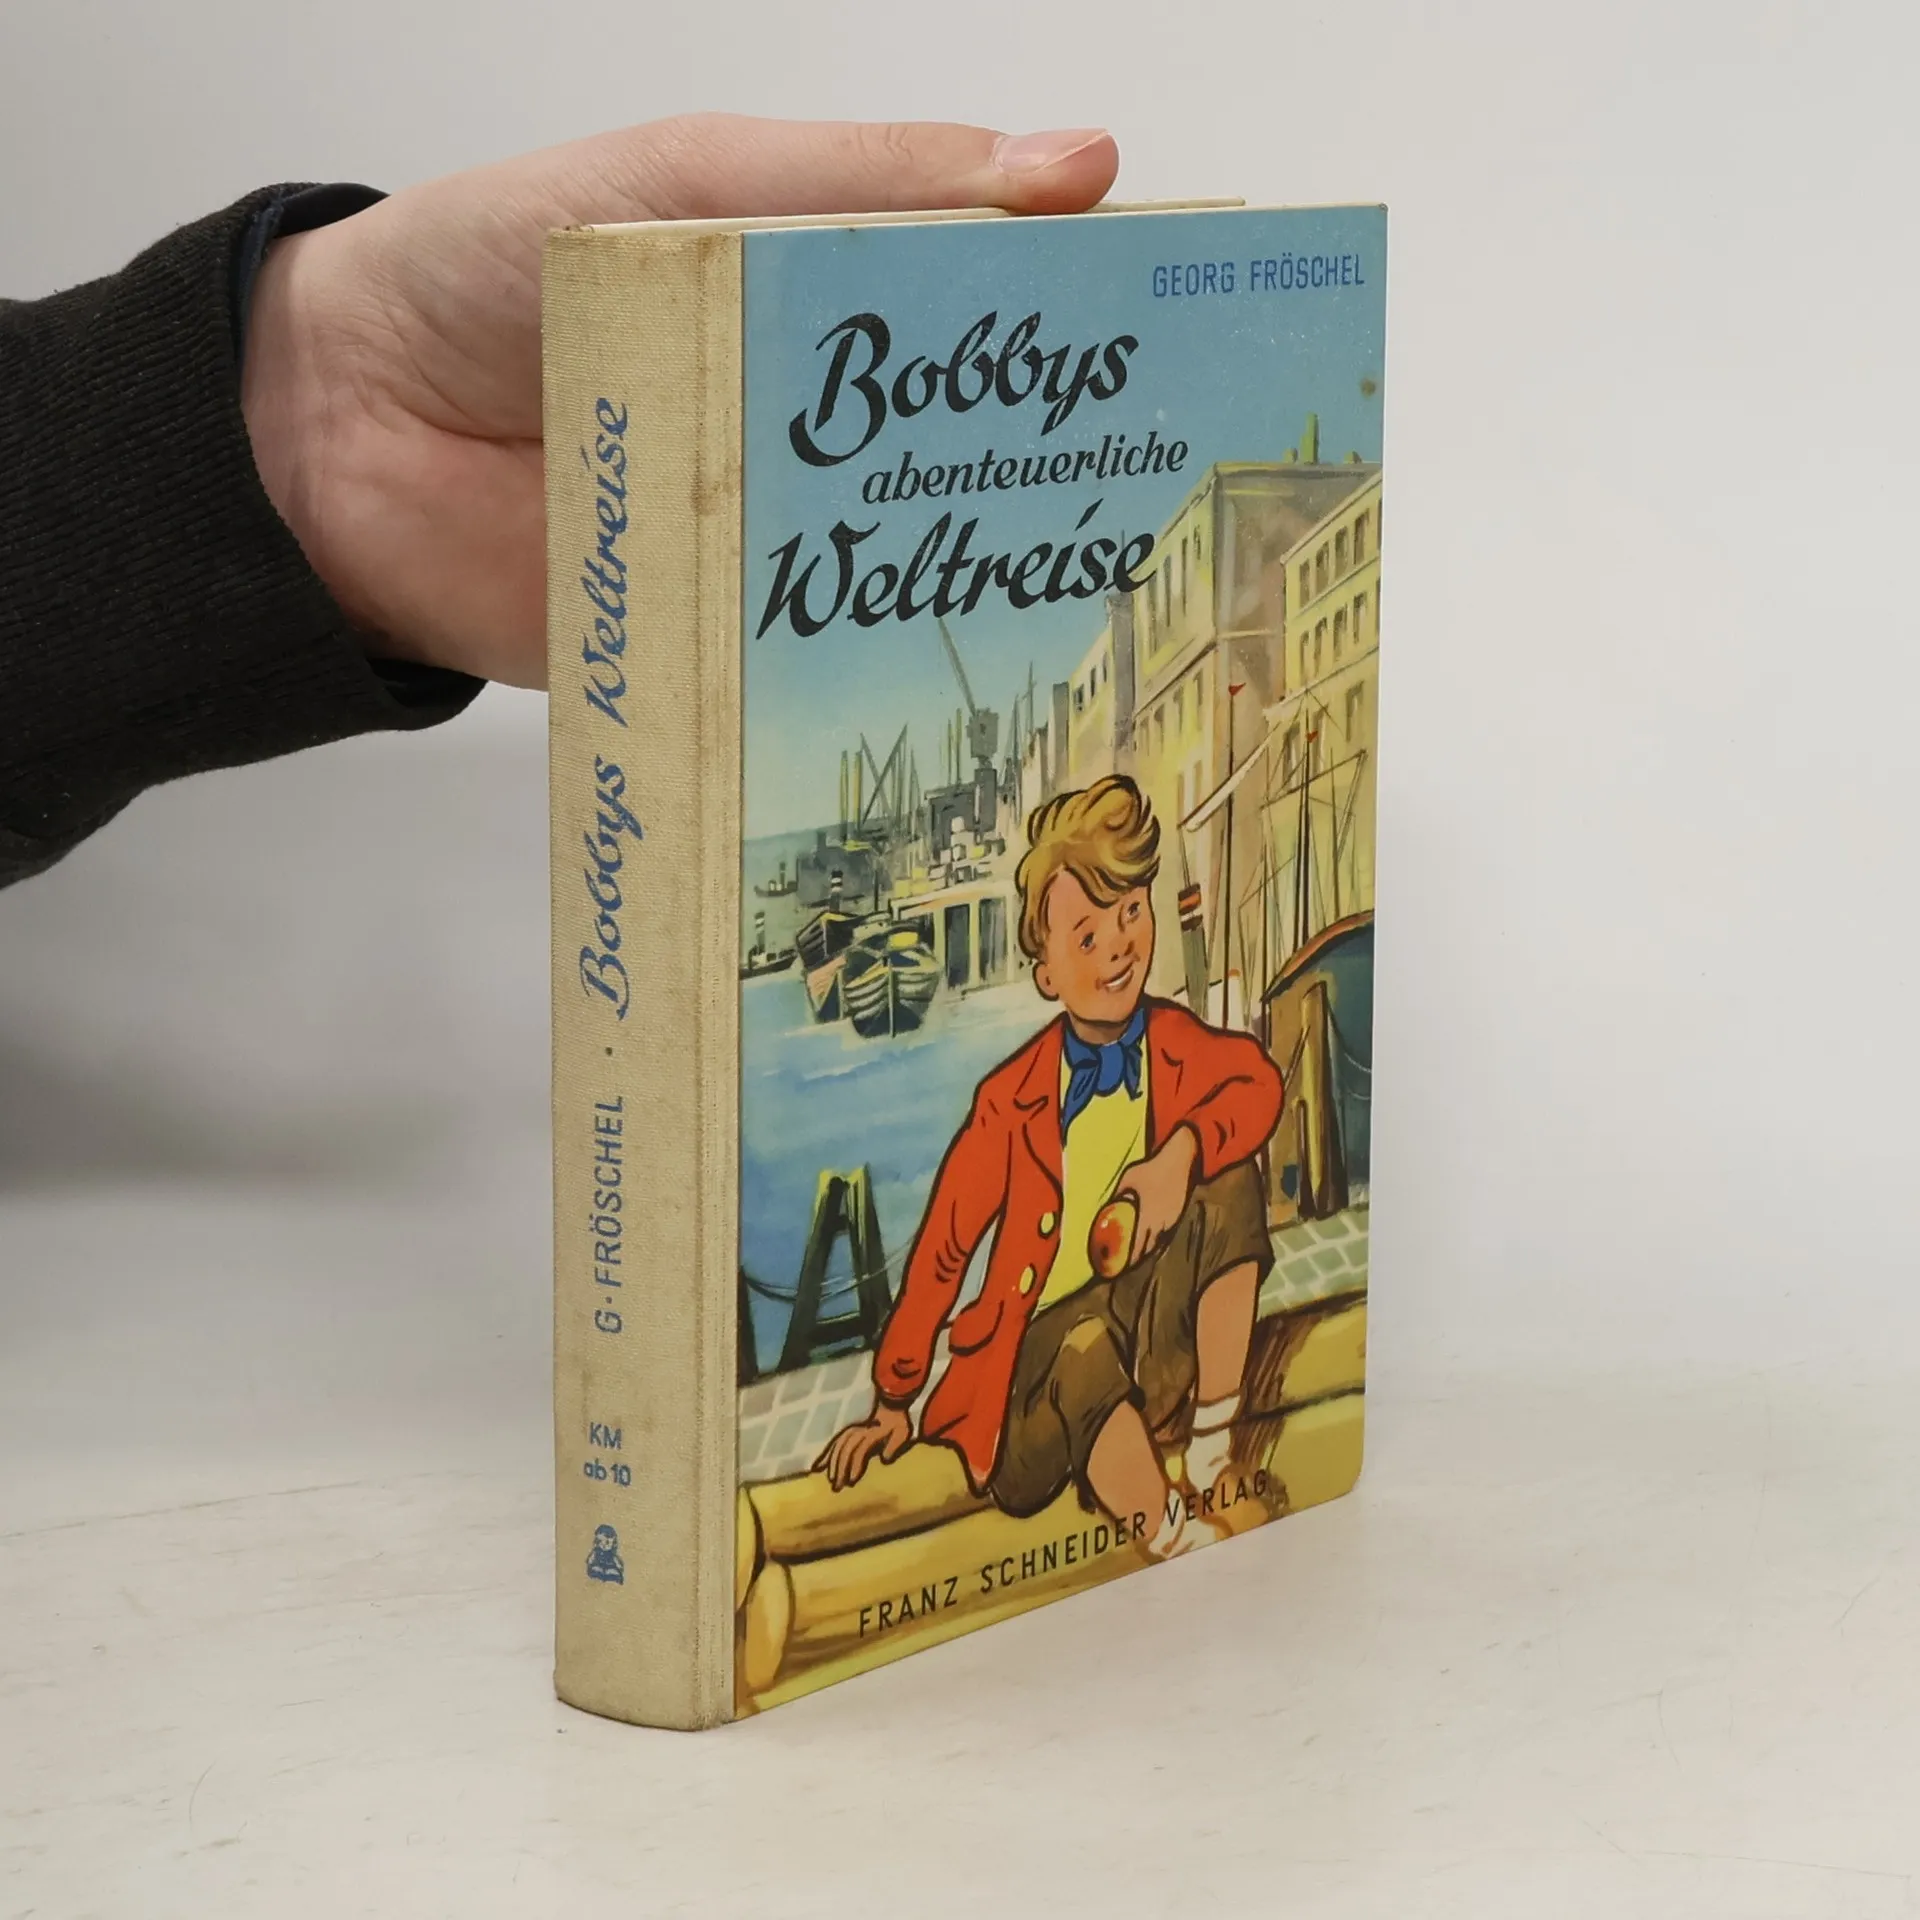 GEORG FRÖSCHEL
Bobbys
abenteuerliche
Weltreise
FRANZ SCHNEIDER VERLAG
G. FRÖSCHEL · Bobbys Weltreise
KM
ab 10